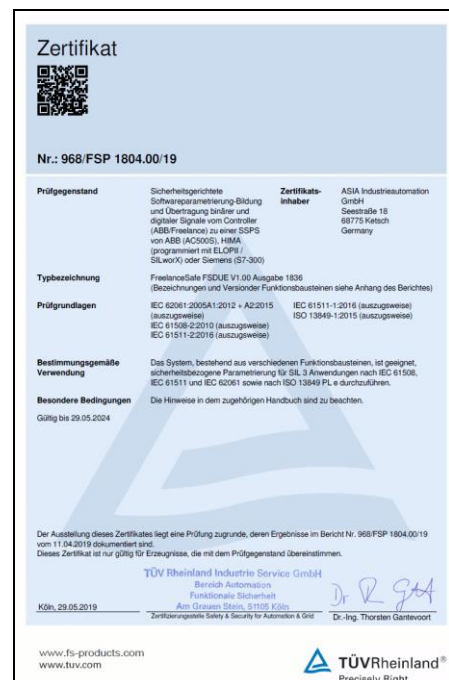 Zertifikat
Nr.: 968/FSP 1804.00/19
Prüfgegenstand
Sicherheitsgerichtete
Softwareparametrierung-Bildung
und Übertragung binärer und
digitaler Signale vom Controller
(ABB/Freelance) zu einer SSPS
von ABB (AC500S), HIMA
(programmiert mit ELOPII /
SILworX) oder Siemens (S7-300)
Zertifikats-
inhaber
ASIA Industrieautomation
GmbH
Seestraße 18
68775 Ketsch
Germany
Typbezeichnung
FreelanceSafe FSDUE V1.00 Ausgabe 1836
(Bezeichnungen und Versionder Funktionsbausteinen siehe Anhang des Berichtes)
Prüfgrundlagen
IEC 62061:2005A1:2012 + A2:2015
(auszugsweise)
IEC 61508-2:2010 (auszugsweise)
IEC 61511-2:2016 (auszugsweise)
IEC 61511-1:2016 (auszugsweise)
ISO 13849-1:2015 (auszugsweise)
Bestimmungsgemäße
Verwendung
Das System, bestehend aus verschiedenen Funktionsbausteinen, ist geeignet,
sicherheitsbezogene Parametrierung für SIL 3 Anwendungen nach IEC 61508,
IEC 61511 und IEC 62061 sowie nach ISO 13849 PL e durchzuführen.
Besondere Bedingungen
Die Hinweise in dem zugehörigen Handbuch sind zu beachten.
Gültig bis 29.05.2024
Der Ausstellung dieses Zertifikates liegt eine Prüfung zugrunde, deren Ergebnisse im Bericht Nr. 968/FSP 1804.00/19
vom 11.04.2019 dokumentiert sind.
Dieses Zertifikat ist nur gültig für Erzeugnisse, die mit dem Prüfgegenstand übereinstimmen.
TÜV Rheinland Industrie Service GmbH
Bereich Automation
Funktionale Sicherheit
Am Grauen Stein, 51105 Köln
Köln, 29.05.2019
Zertifizierungsstelle Safety & Security for Automation & Grid
Dr.-Ing. Thorsten Gantevoort
www.fs-products.com
www.tuv.com
TÜVRheinland®
Precisely Right.